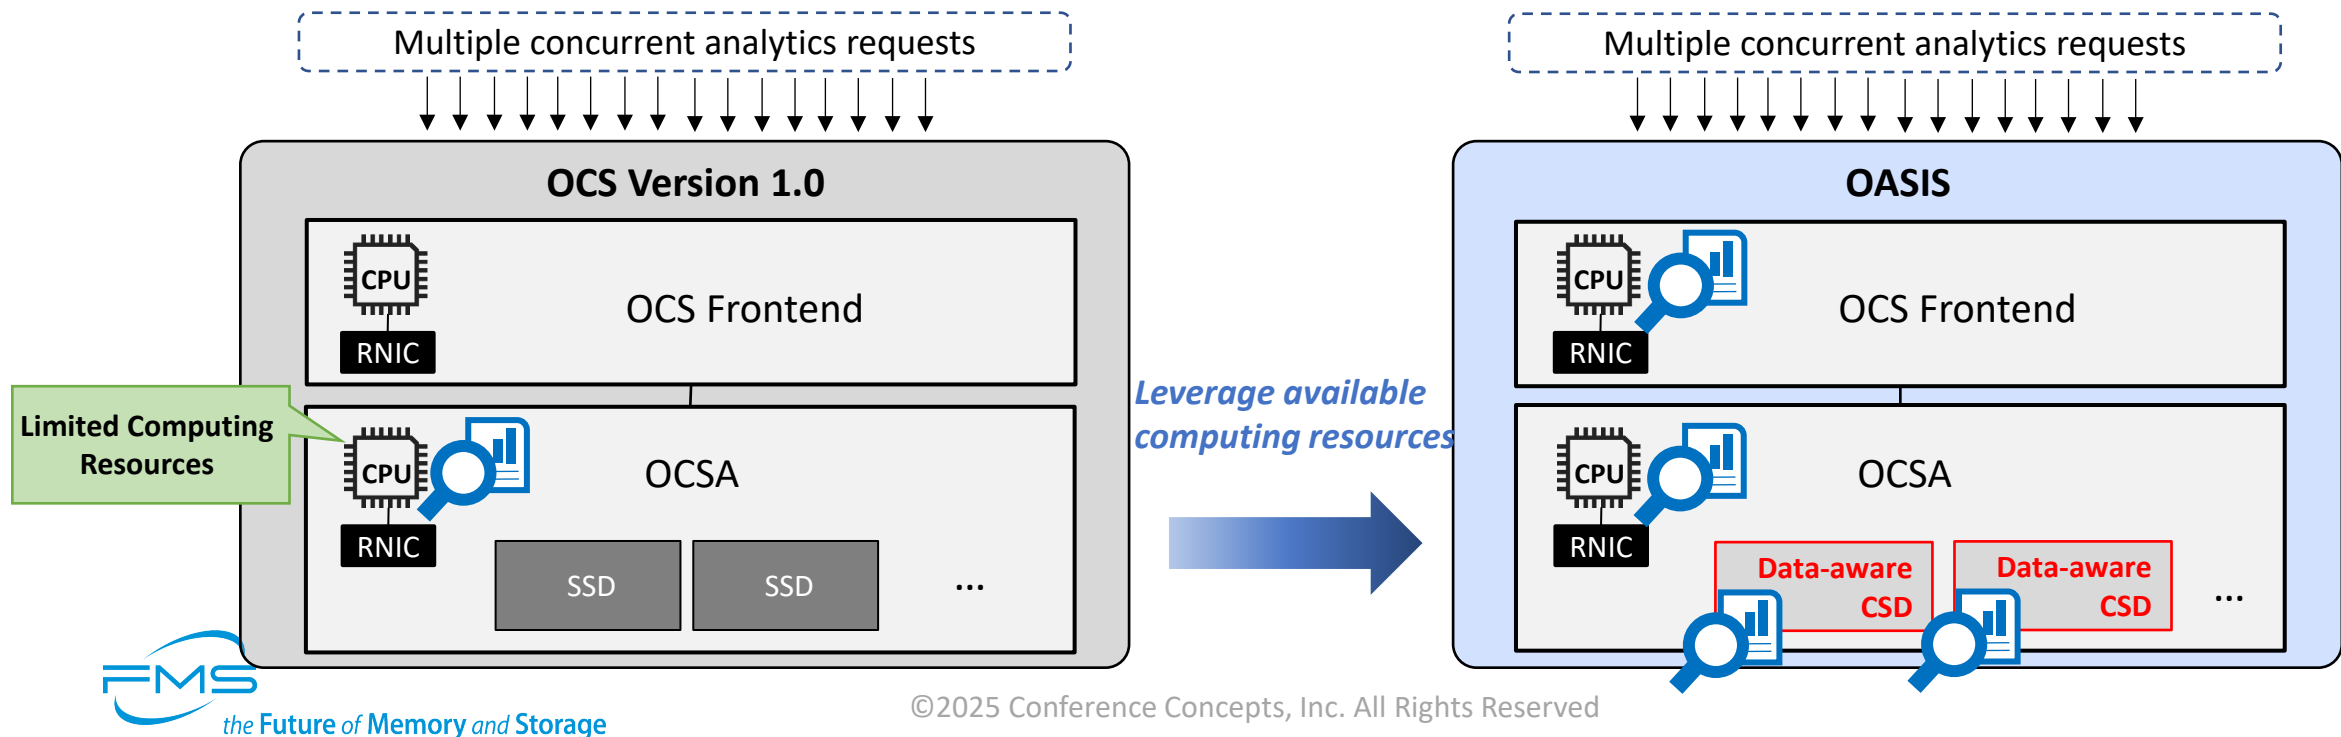 Multiple concurrent analytics requests
OCS Version 1.0
CPU
RNIC
OCS Frontend
Limited Computing
Resources
CPU
RNIC
OCSA
SSD
SSD
...
Leverage available
computing resources
Multiple concurrent analytics requests
OASIS
CPU
RNIC
OCS Frontend
CPU
RNIC
OCSA
Data-aware
CSD
Data-aware
CSD
...
FMS
the Future of Memory and Storage
©2025 Conference Concepts, Inc. All Rights Reserved